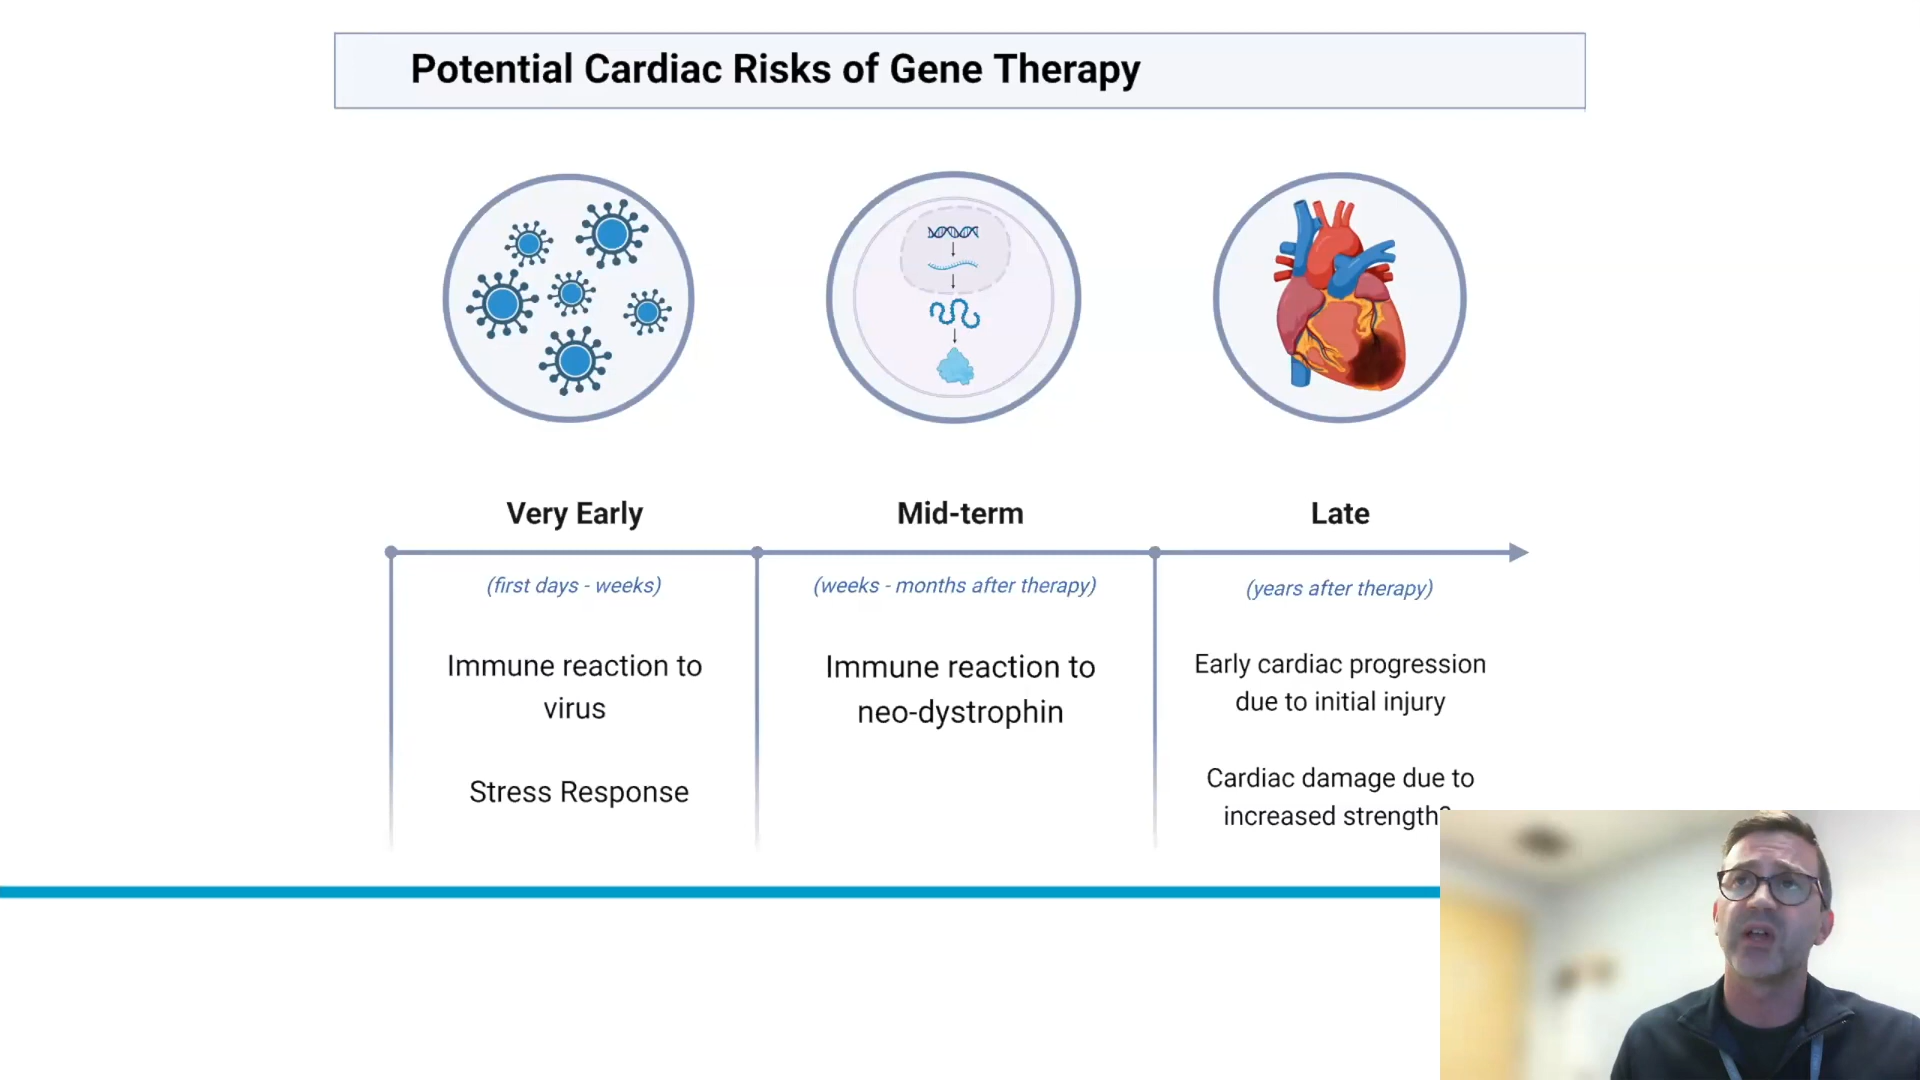 Potential Cardiac Risks of Gene Therapy
Very Early
Mid-term
Late
(first days - weeks)
(weeks - months after therapy)
(years after therapy)
Immune reaction to
virus
Stress Response
Immune reaction to
neo-dystrophin
Early cardiac progression
due to initial injury
Cardiac damage due to
increased strength?